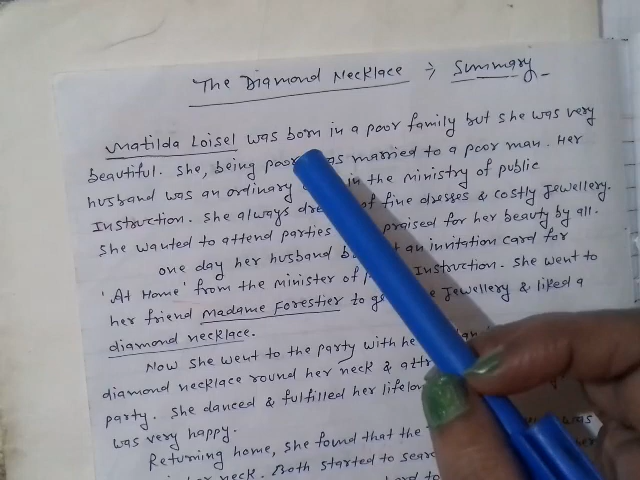 The Diamond Necklace → Summary
Matilda Loisel was born in a poor family but she was very
beautiful. She, being poor was married to a poor man. Her
husband was an ordinary in the ministry of public
Instruction. She always of fine dresses & costly Jewellery.
She wanted to attend parties praised for her beauty by all.
one day her husband an invitation card for
'At Home' from the minister of Instruction. She went to
her friend Madame Forestier to Jewellery & liked a
diamond necklace.
Now she went to the party with
diamond necklace round her neck &
party. She danced & fulfilled her
was very happy.
Returning home, she found that the was
neck. Both started to